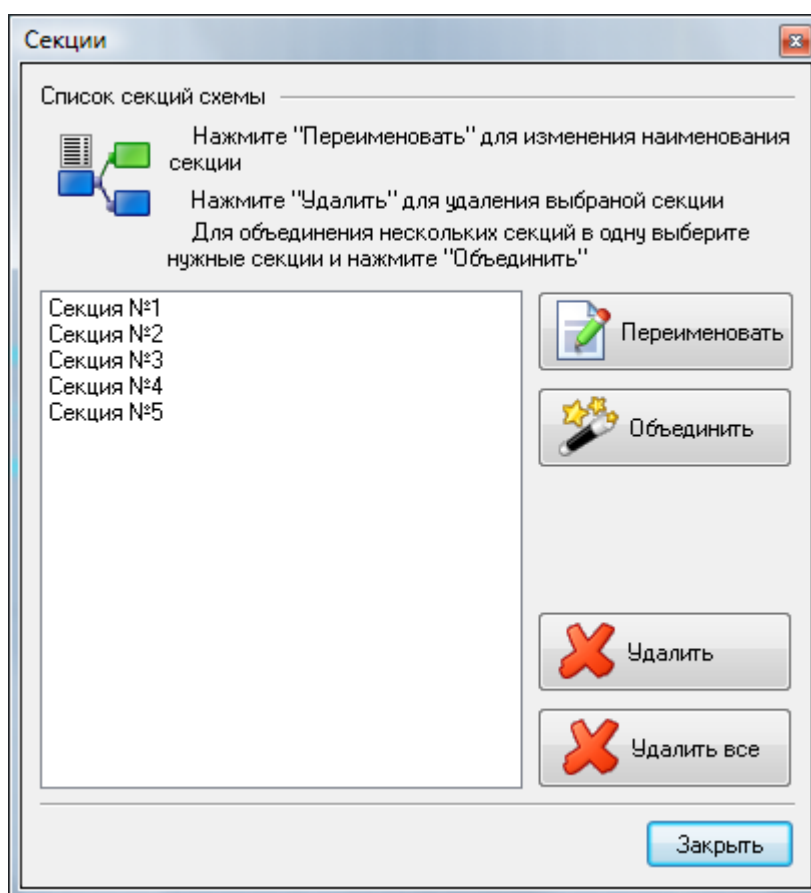 Секции
Список секций схемы
Нажмите "Переименовать" для изменения наименования
секции
Нажмите "Удалить" для удаления выбраной секции
Для объединения нескольких секций в одну выберите
нужные секции и нажмите "Объединить"
Секция №1
Секция №2
Секция №3
Секция №4
Секция №5
Переименовать
Объединить
Удалить
Удалить все
Закрыть